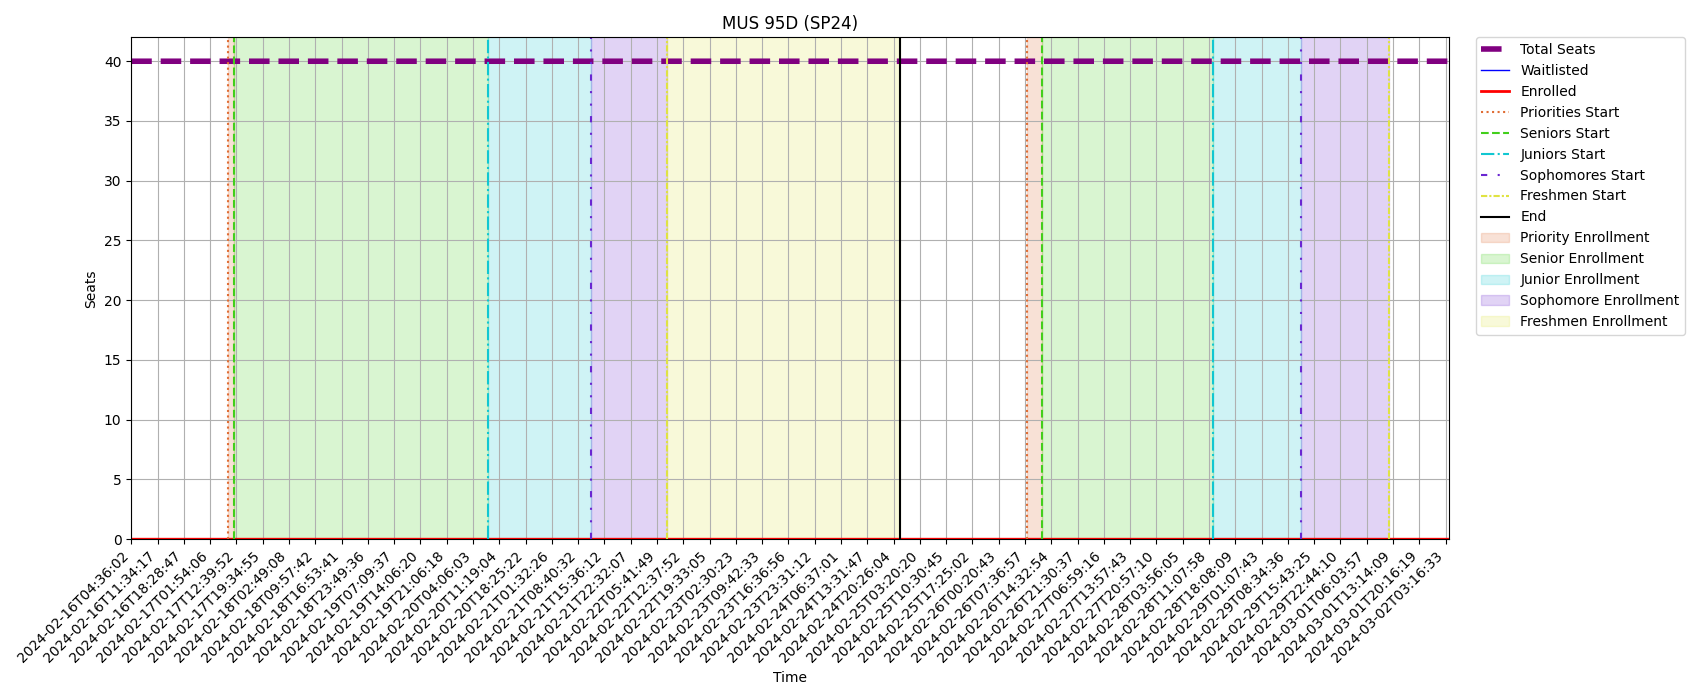 MUS 95D (SP24)
Seats
40
35
30
25
20
15
10
5
0
2024-02-16T04:36:02
2024-02-16T11:34:17
2024-02-16T18:28:47
2024-02-17T01:54:06
2024-02-17T12:39:52
2024-02-17T19:34:55
2024-02-18T02:49:08
2024-02-18T09:57:42
2024-02-18T16:53:41
2024-02-18T23:49:36
2024-02-19T07:09:37
2024-02-19T14:06:20
2024-02-19T21:06:18
2024-02-20T04:06:03
2024-02-20T11:19:04
2024-02-20T18:25:22
2024-02-21T01:32:26
2024-02-21T08:40:32
2024-02-21T15:36:12
2024-02-21T22:32:07
2024-02-22T05:41:49
2024-02-22T12:37:52
2024-02-22T19:33:05
2024-02-23T02:30:23
2024-02-23T09:42:33
2024-02-23T16:36:56
2024-02-23T23:31:12
2024-02-24T06:37:01
2024-02-24T13:31:47
2024-02-24T20:26:04
2024-02-25T03:20:20
2024-02-25T10:30:45
2024-02-25T17:25:02
2024-02-26T00:20:43
2024-02-26T07:36:57
2024-02-26T14:32:54
2024-02-26T21:30:37
2024-02-27T06:59:16
2024-02-27T13:57:43
2024-02-27T20:57:10
2024-02-28T03:56:05
2024-02-28T11:07:58
2024-02-28T18:08:09
2024-02-29T01:07:43
2024-02-29T08:34:36
2024-02-29T15:43:25
2024-02-29T22:44:10
2024-03-01T06:03:57
2024-03-01T13:14:09
2024-03-01T20:16:19
2024-03-02T03:16:33
Time
Total Seats
Waitlisted
Enrolled
Priorities Start
Seniors Start
Juniors Start
Sophomores Start
Freshmen Start
End
Priority Enrollment
Senior Enrollment
Junior Enrollment
Sophomore Enrollment
Freshmen Enrollment